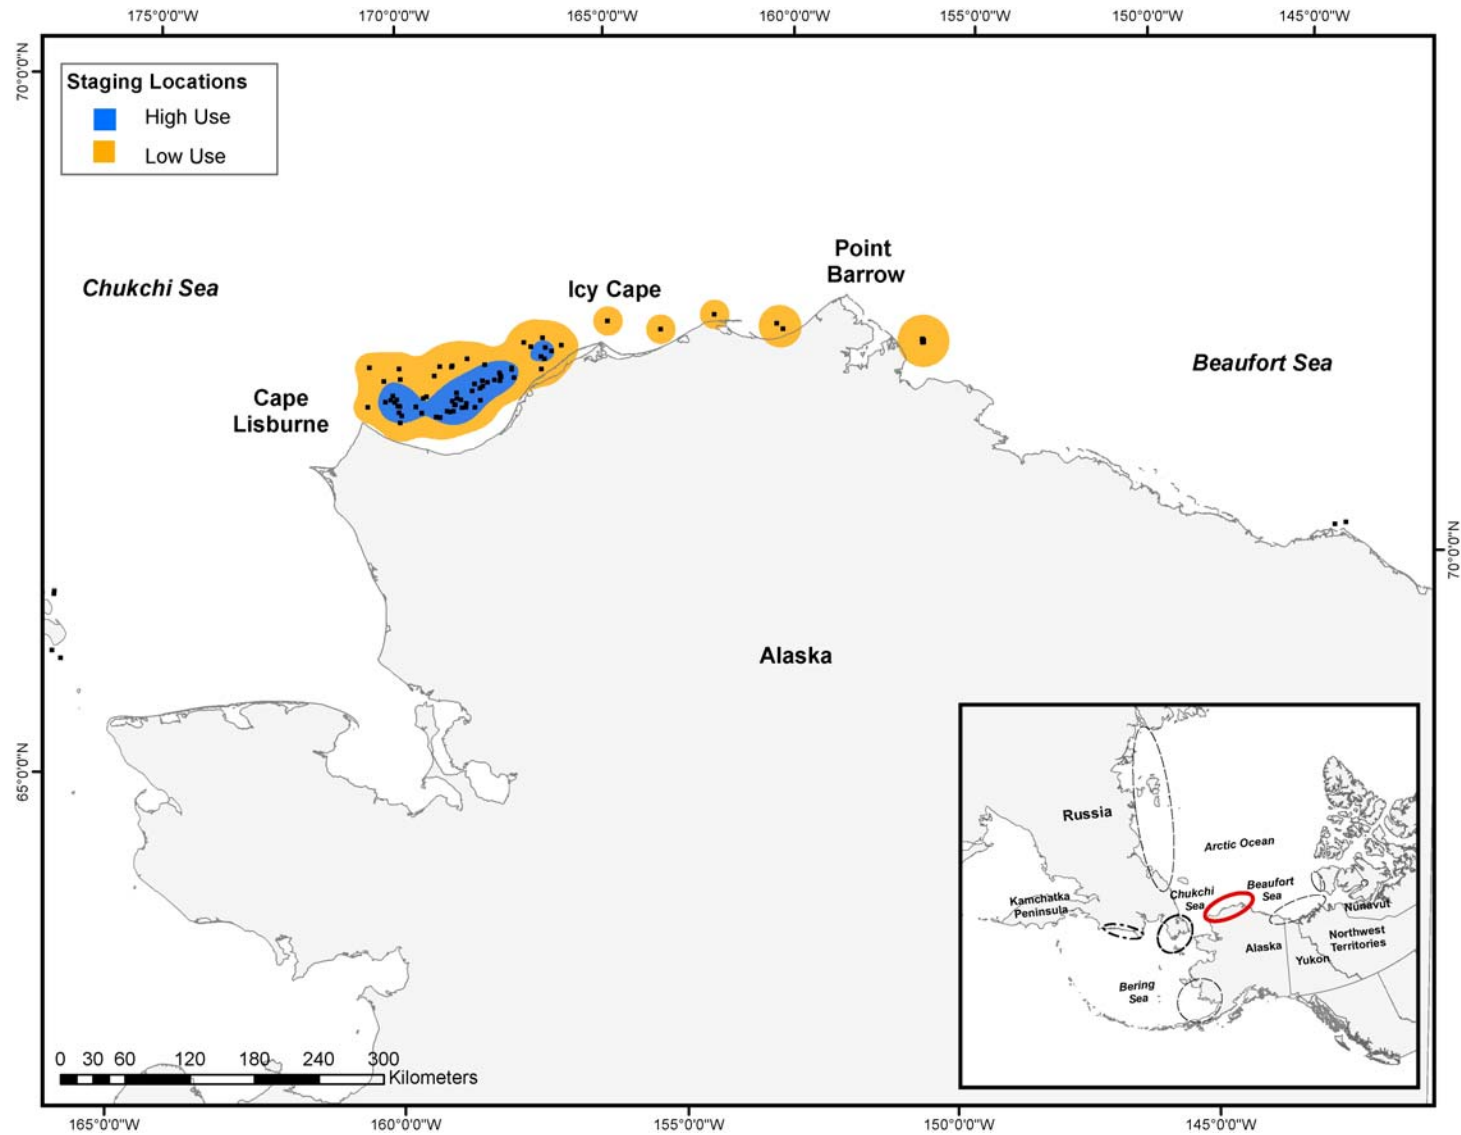 175°0'0"W 170°0'0"W 165°0'0"W 160°0'0"W 155°0'0"W 150°0'0"W 145°0'0"W
70°0'0"N
Staging Locations
High Use
Low Use
Point
Barrow
Chukchi Sea
Icy Cape
Beaufort Sea
Cape
Lisburne
70°0'0"N
Alaska
65°0'0"N
Russia
Arctic Ocean
Chukchi
Sea
Beaufort
Sea
Kamchatka
Peninsula
Nunavut
Northwest
Territories
Alaska
Yukon
Bering
Sea
0 30 60 120 180 240 300
Kilometers
165°0'0"W 160°0'0"W 155°0'0"W 150°0'0"W 145°0'0"W